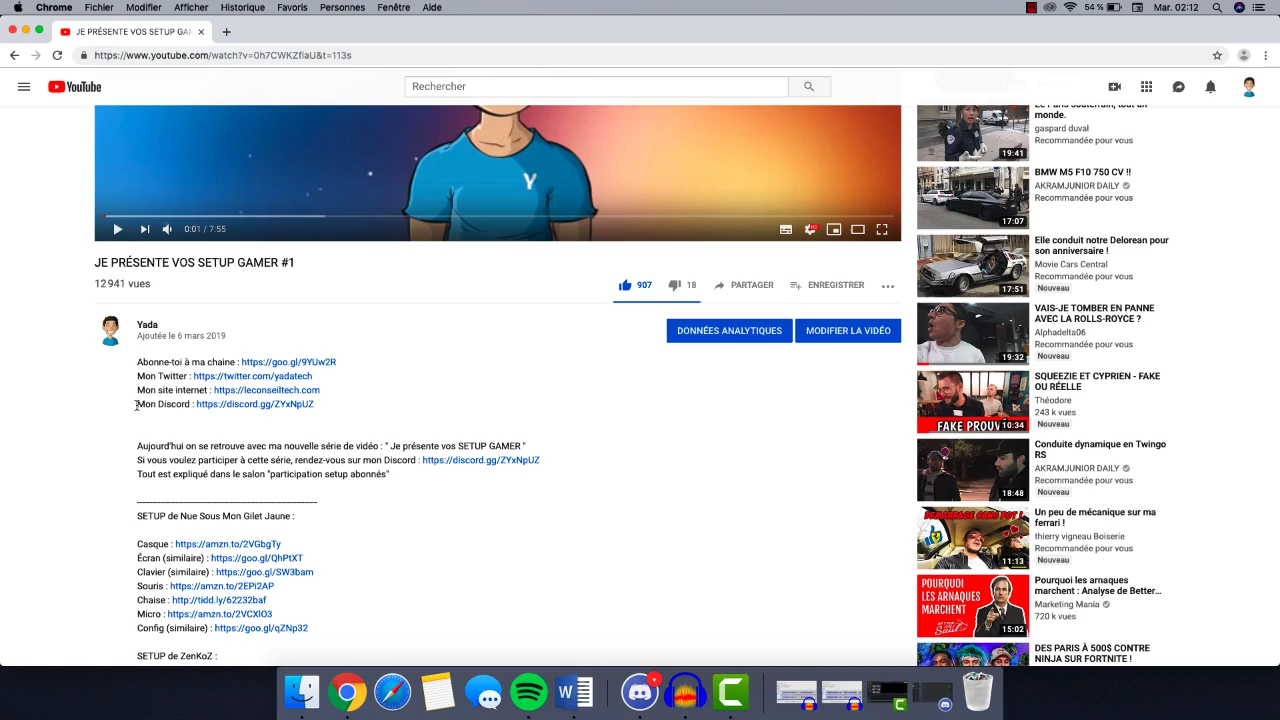 Chrome Fichier Modifier Afficher Historique Favoris Personnes Fenêtre Aide
54 % Mar. 02:12
JE PRÉSENTE VOS SETUP GAM
https://www.youtube.com/watch?v=0h7CWKZfiaU&t=113s
YouTube
Rechercher
Y
0:01 / 7:55
HD
JE PRÉSENTE VOS SETUP GAMER #1
12 941 vues
907 18 PARTAGER ENREGISTRER
Yada
Ajoutée le 6 mars 2019
DONNÉES ANALYTIQUES MODIFIER LA VIDÉO
Abonne-toi à ma chaine : https://goo.gl/9YUw2R
Mon Twitter : https://twitter.com/yadatech
Mon site internet : https://leconseiltech.com
Mon Discord : https://discord.gg/ZYxNpUZ
Aujourd'hui on se retrouve avec ma nouvelle série de vidéo : " Je présente vos SETUP GAMER "
Si vous voulez participer à cette série, rendez-vous sur mon Discord : https://discord.gg/ZYxNpUZ
Tout est expliqué dans le salon "participation setup abonnés"
------------------------------------------------------------
SETUP de Nue Sous Mon Gilet Jaune :
Casque : https://amzn.to/2VGbgTy
Écran (similaire) : https://goo.gl/QhPtXT
Clavier (similaire) : https://goo.gl/SW3bam
Souris : https://amzn.to/2EPi2AP
Chaise : http://tidd.ly/62232baf
Micro : https://amzn.to/2VCXlO3
Config (similaire) : https://goo.gl/qZNp32
SETUP de ZenKoZ :
Le Paris souterrain, tout un
monde.
gaspard duval
Recommandée pour vous
19:41
BMW M5 F10 750 CV !!
AKRAMJUNIOR DAILY
Recommandée pour vous
17:07
Elle conduit notre Delorean pour
son anniversaire !
Movie Cars Central
Recommandée pour vous
Nouveau
17:51
VAIS-JE TOMBER EN PANNE
AVEC LA ROLLS-ROYCE ?
Alphadelta06
Recommandée pour vous
Nouveau
19:32
SQUEEZIE ET CYPRIEN - FAKE
OU RÉELLE
Théodore
243 k vues
Nouveau
FAKE PROUV
10:34
Conduite dynamique en Twingo
RS
AKRAMJUNIOR DAILY
Recommandée pour vous
Nouveau
18:48
Un peu de mécanique sur ma
ferrari !
thierry vigneau Boiserie
Recommandée pour vous
Nouveau
DEMARRAGE SANS POT !
11:13
Pourquoi les arnaques
marchent : Analyse de Better...
Marketing Mania
720 k vues
POURQUOI
LES ARNAQUES
MARCHENT
BETTER
Saul
15:02
DES PARIS À 500$ CONTRE
NINJA SUR FORTNITE !
W
C